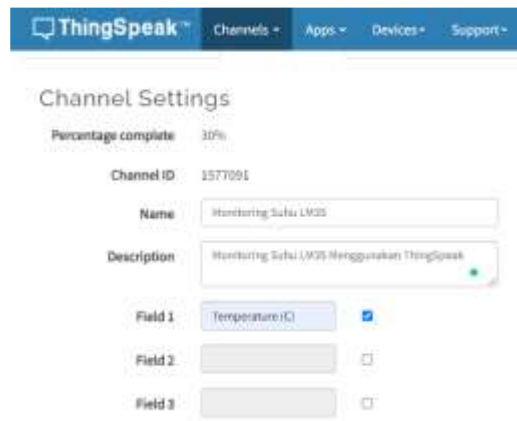 ThingSpeak™ Channels Apps Devices Support
Channel Settings
Percentage complete 30%
Channel ID 1577091
Name Monitoring Suhu LM35
Description Monitoring Suhu LM35 Menggunakan ThingSpeak
Field 1 Temperature (C)
Field 2
Field 3